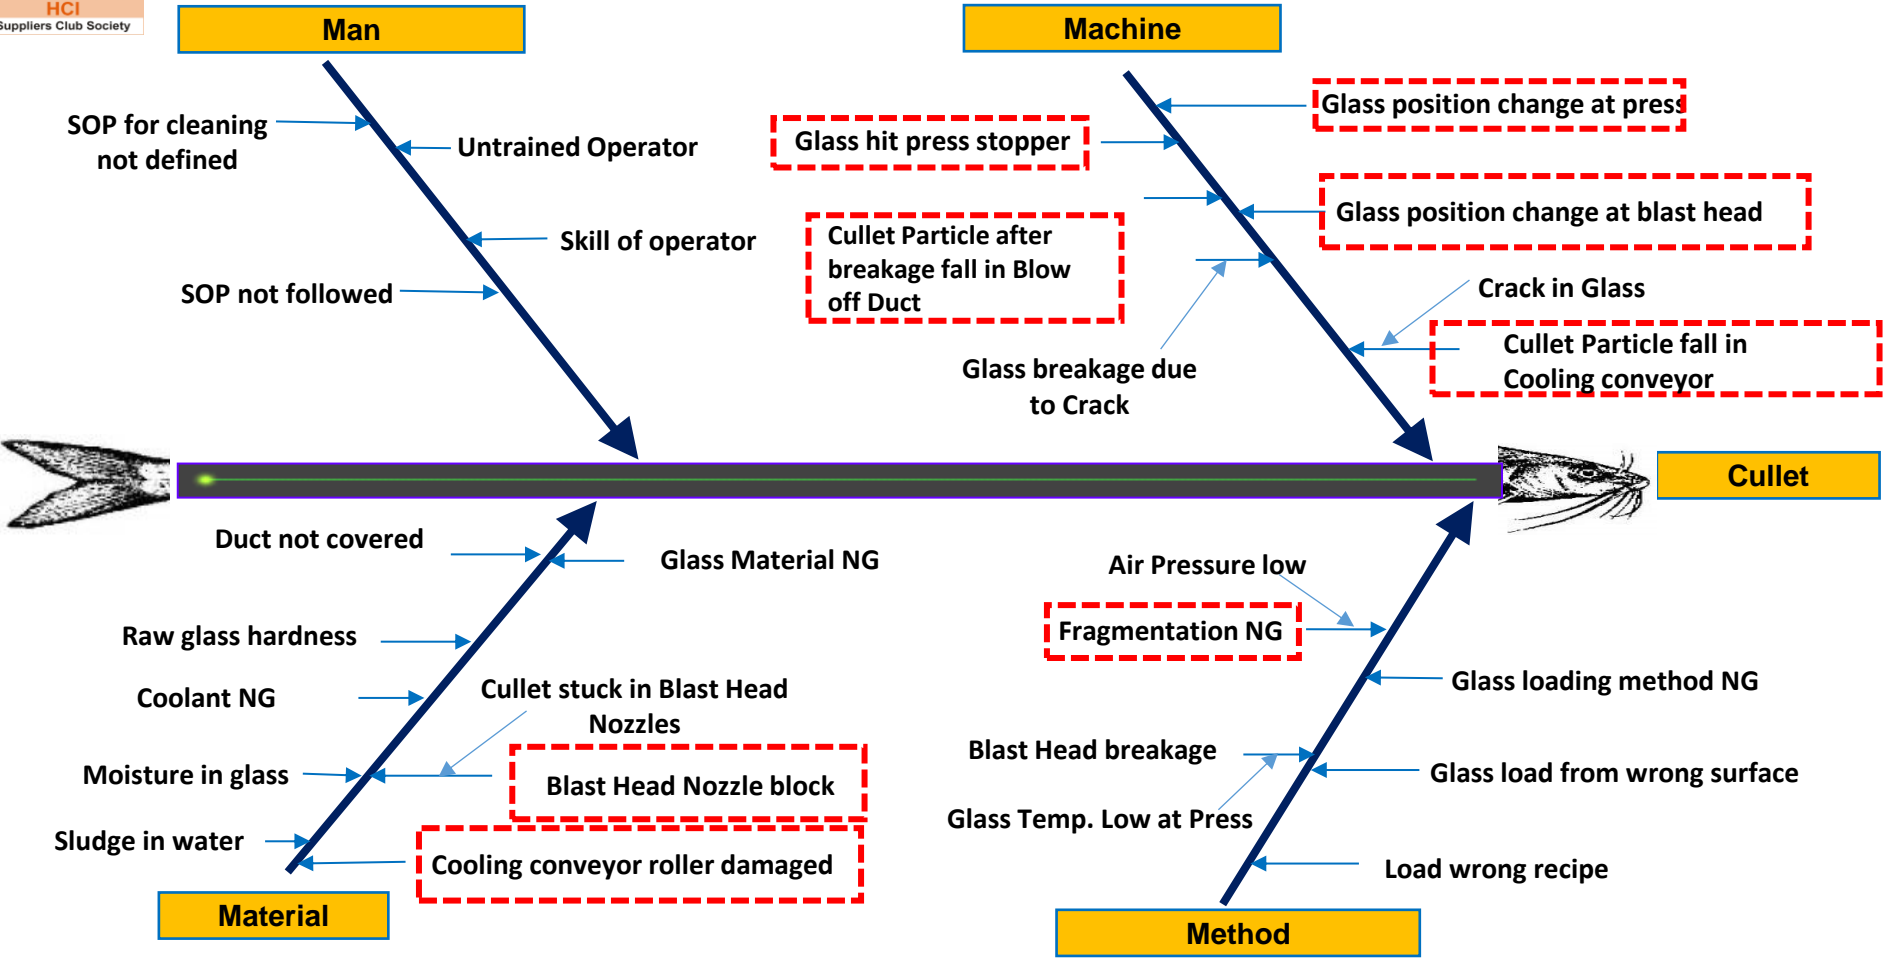 HCI
Suppliers Club Society
Man
Machine
SOP for cleaning
not defined
Untrained Operator
Skill of operator
SOP not followed
Glass position change at press
Glass hit press stopper
Glass position change at blast head
Cullet Particle after
breakage fall in Blow
off Duct
Crack in Glass
Cullet Particle fall in
Cooling conveyor
Glass breakage due
to Crack
Cullet
Duct not covered
Glass Material NG
Raw glass hardness
Coolant NG
Cullet stuck in Blast Head
Nozzles
Moisture in glass
Blast Head Nozzle block
Sludge in water
Cooling conveyor roller damaged
Material
Air Pressure low
Fragmentation NG
Glass loading method NG
Blast Head breakage
Glass load from wrong surface
Glass Temp. Low at Press
Load wrong recipe
Method